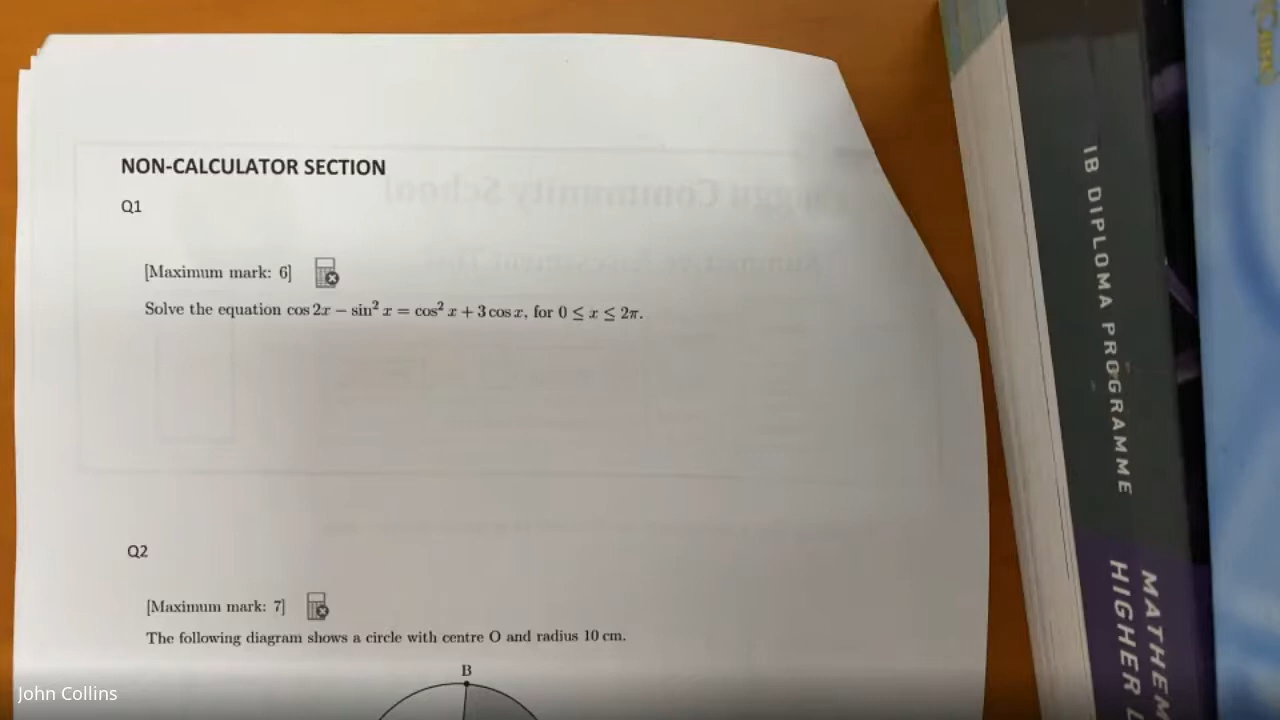 NON-CALCULATOR SECTION
Q1
[Maximum mark: 6]
Solve the equation cos 2x − sin² x = cos² x + 3 cos x, for 0 ≤ x ≤ 2π.
Q2
[Maximum mark: 7]
The following diagram shows a circle with centre O and radius 10 cm.
B
IB DIPLOMA PROGRAMME
MATHEM
HIGHER L
John Collins